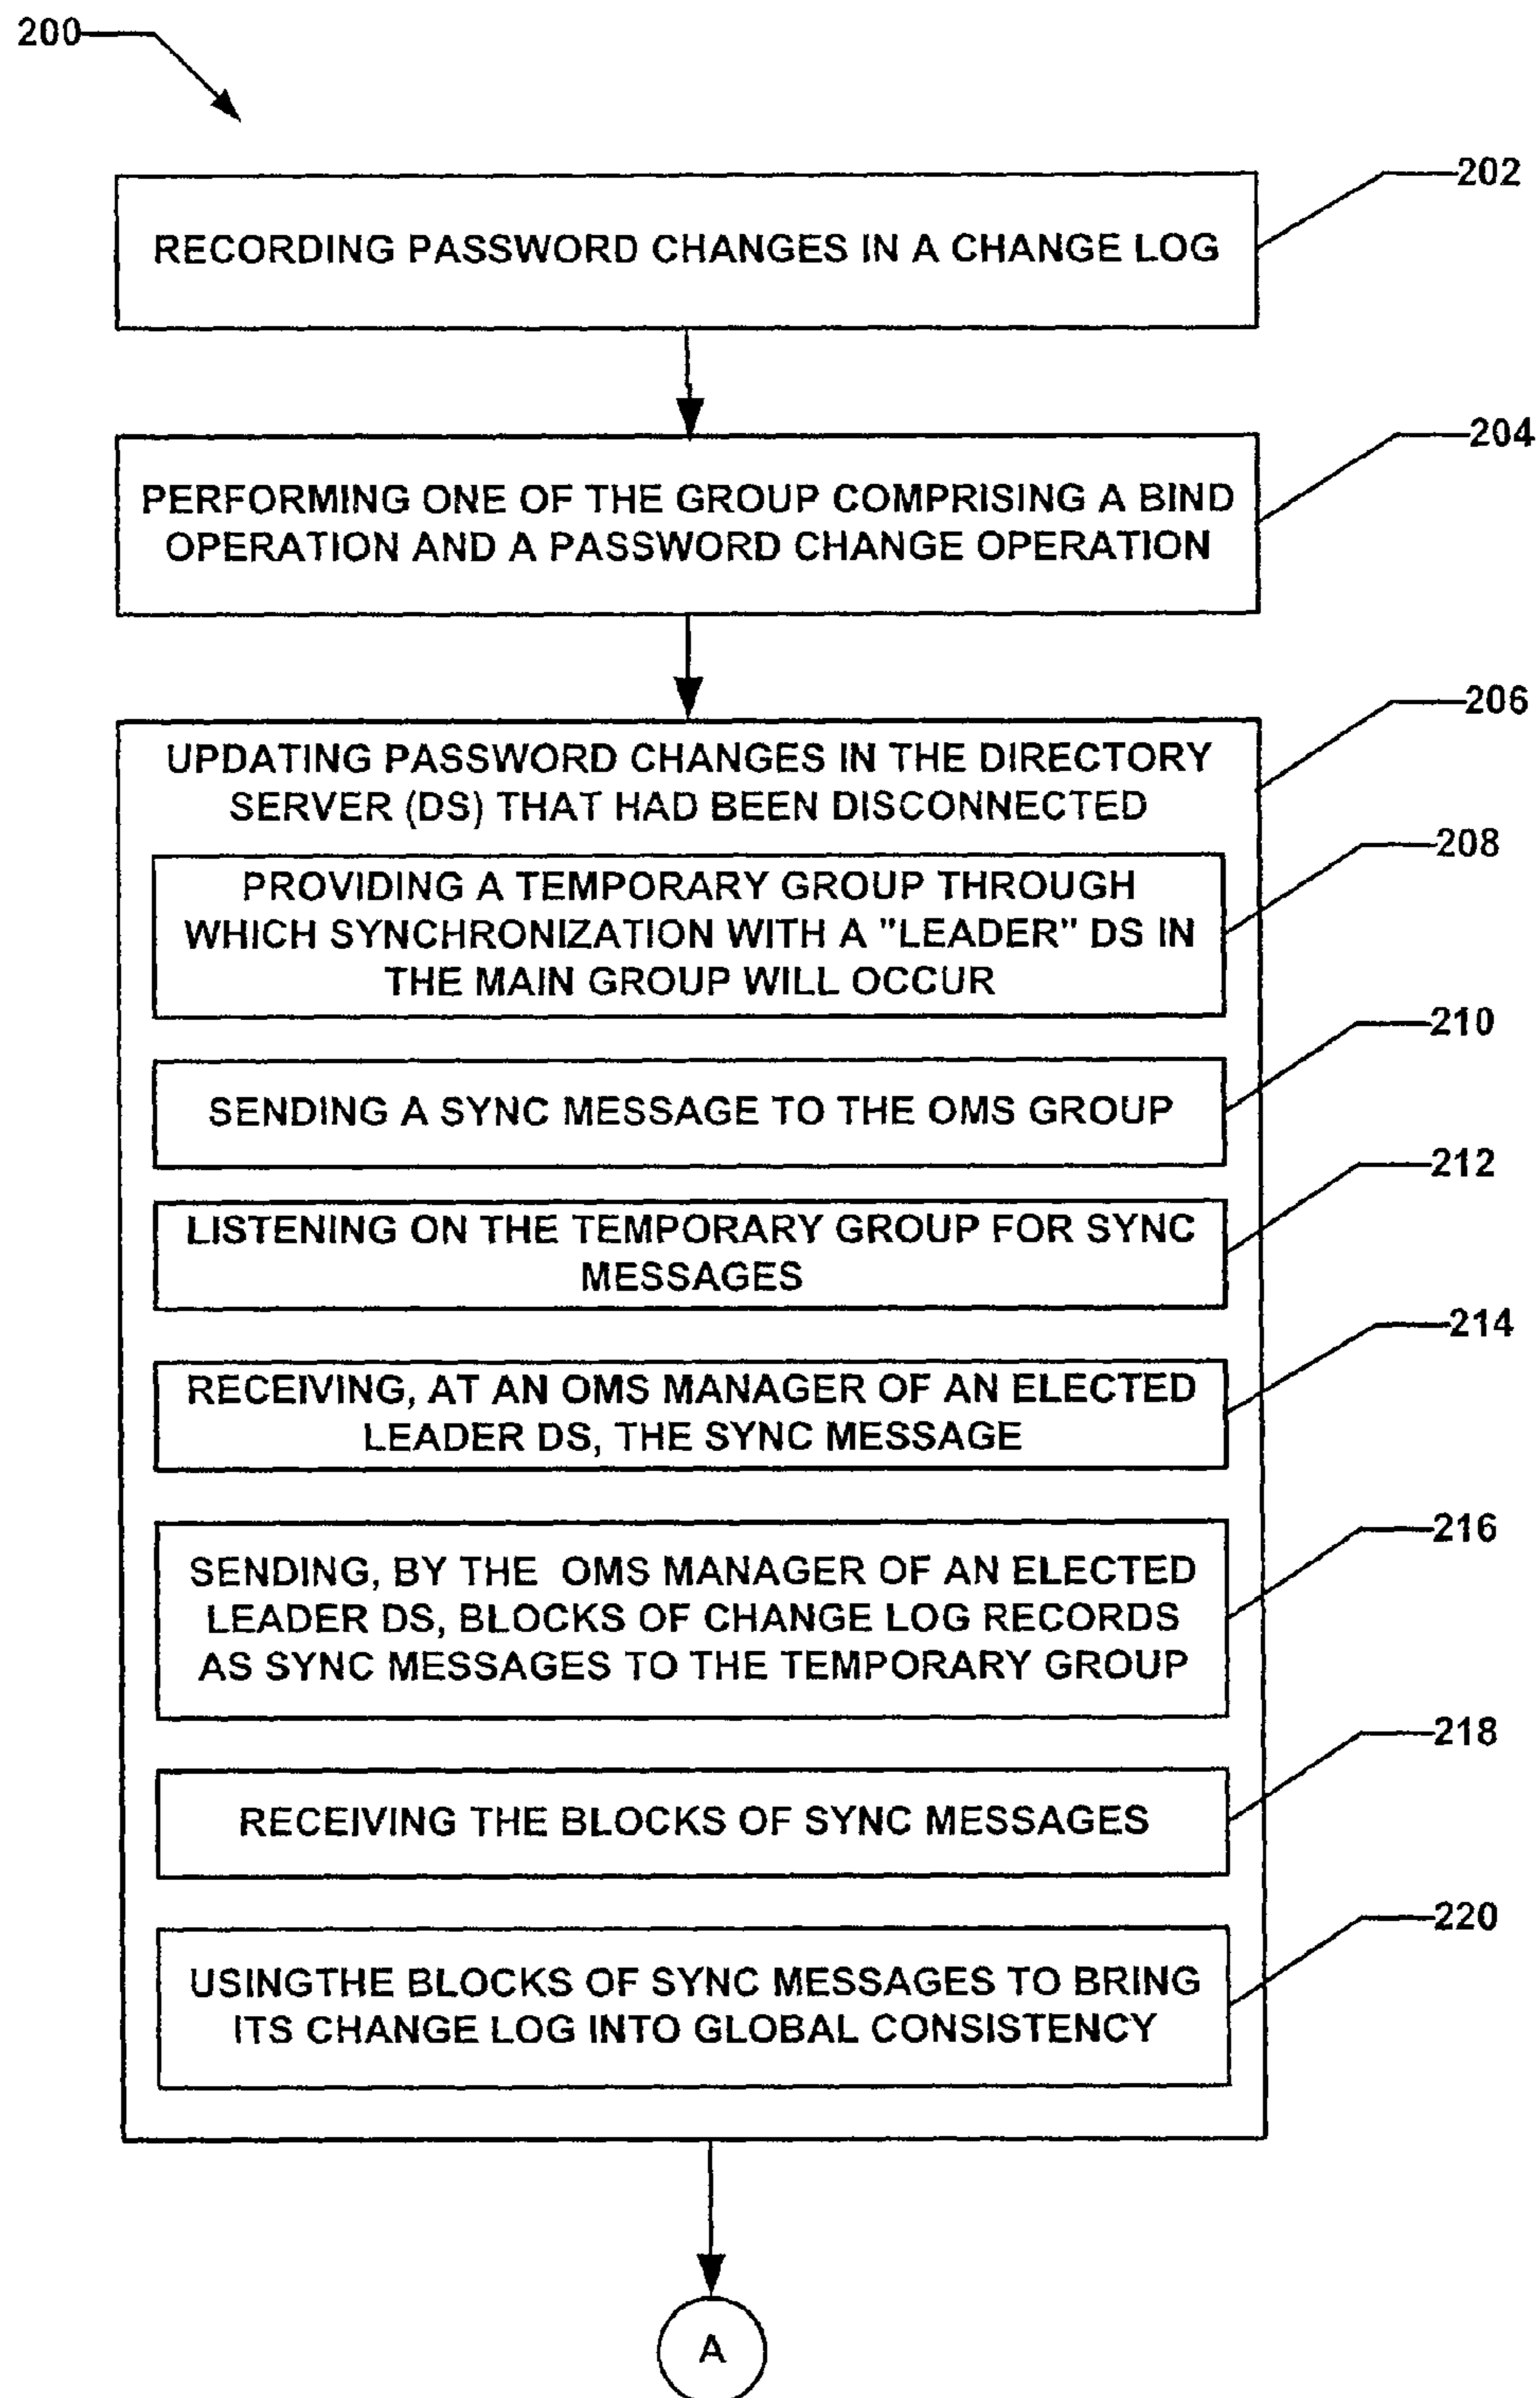 200
202
RECORDING PASSWORD CHANGES IN A CHANGE LOG
204
PERFORMING ONE OF THE GROUP COMPRISING A BIND
OPERATION AND A PASSWORD CHANGE OPERATION
206
UPDATING PASSWORD CHANGES IN THE DIRECTORY
SERVER (DS) THAT HAD BEEN DISCONNECTED
208
PROVIDING A TEMPORARY GROUP THROUGH
WHICH SYNCHRONIZATION WITH A "LEADER" DS IN
THE MAIN GROUP WILL OCCUR
210
SENDING A SYNC MESSAGE TO THE OMS GROUP
212
LISTENING ON THE TEMPORARY GROUP FOR SYNC
MESSAGES
214
RECEIVING, AT AN OMS MANAGER OF AN ELECTED
LEADER DS, THE SYNC MESSAGE
216
SENDING, BY THE OMS MANAGER OF AN ELECTED
LEADER DS, BLOCKS OF CHANGE LOG RECORDS
AS SYNC MESSAGES TO THE TEMPORARY GROUP
218
RECEIVING THE BLOCKS OF SYNC MESSAGES
220
USINGTHE BLOCKS OF SYNC MESSAGES TO BRING
ITS CHANGE LOG INTO GLOBAL CONSISTENCY
A